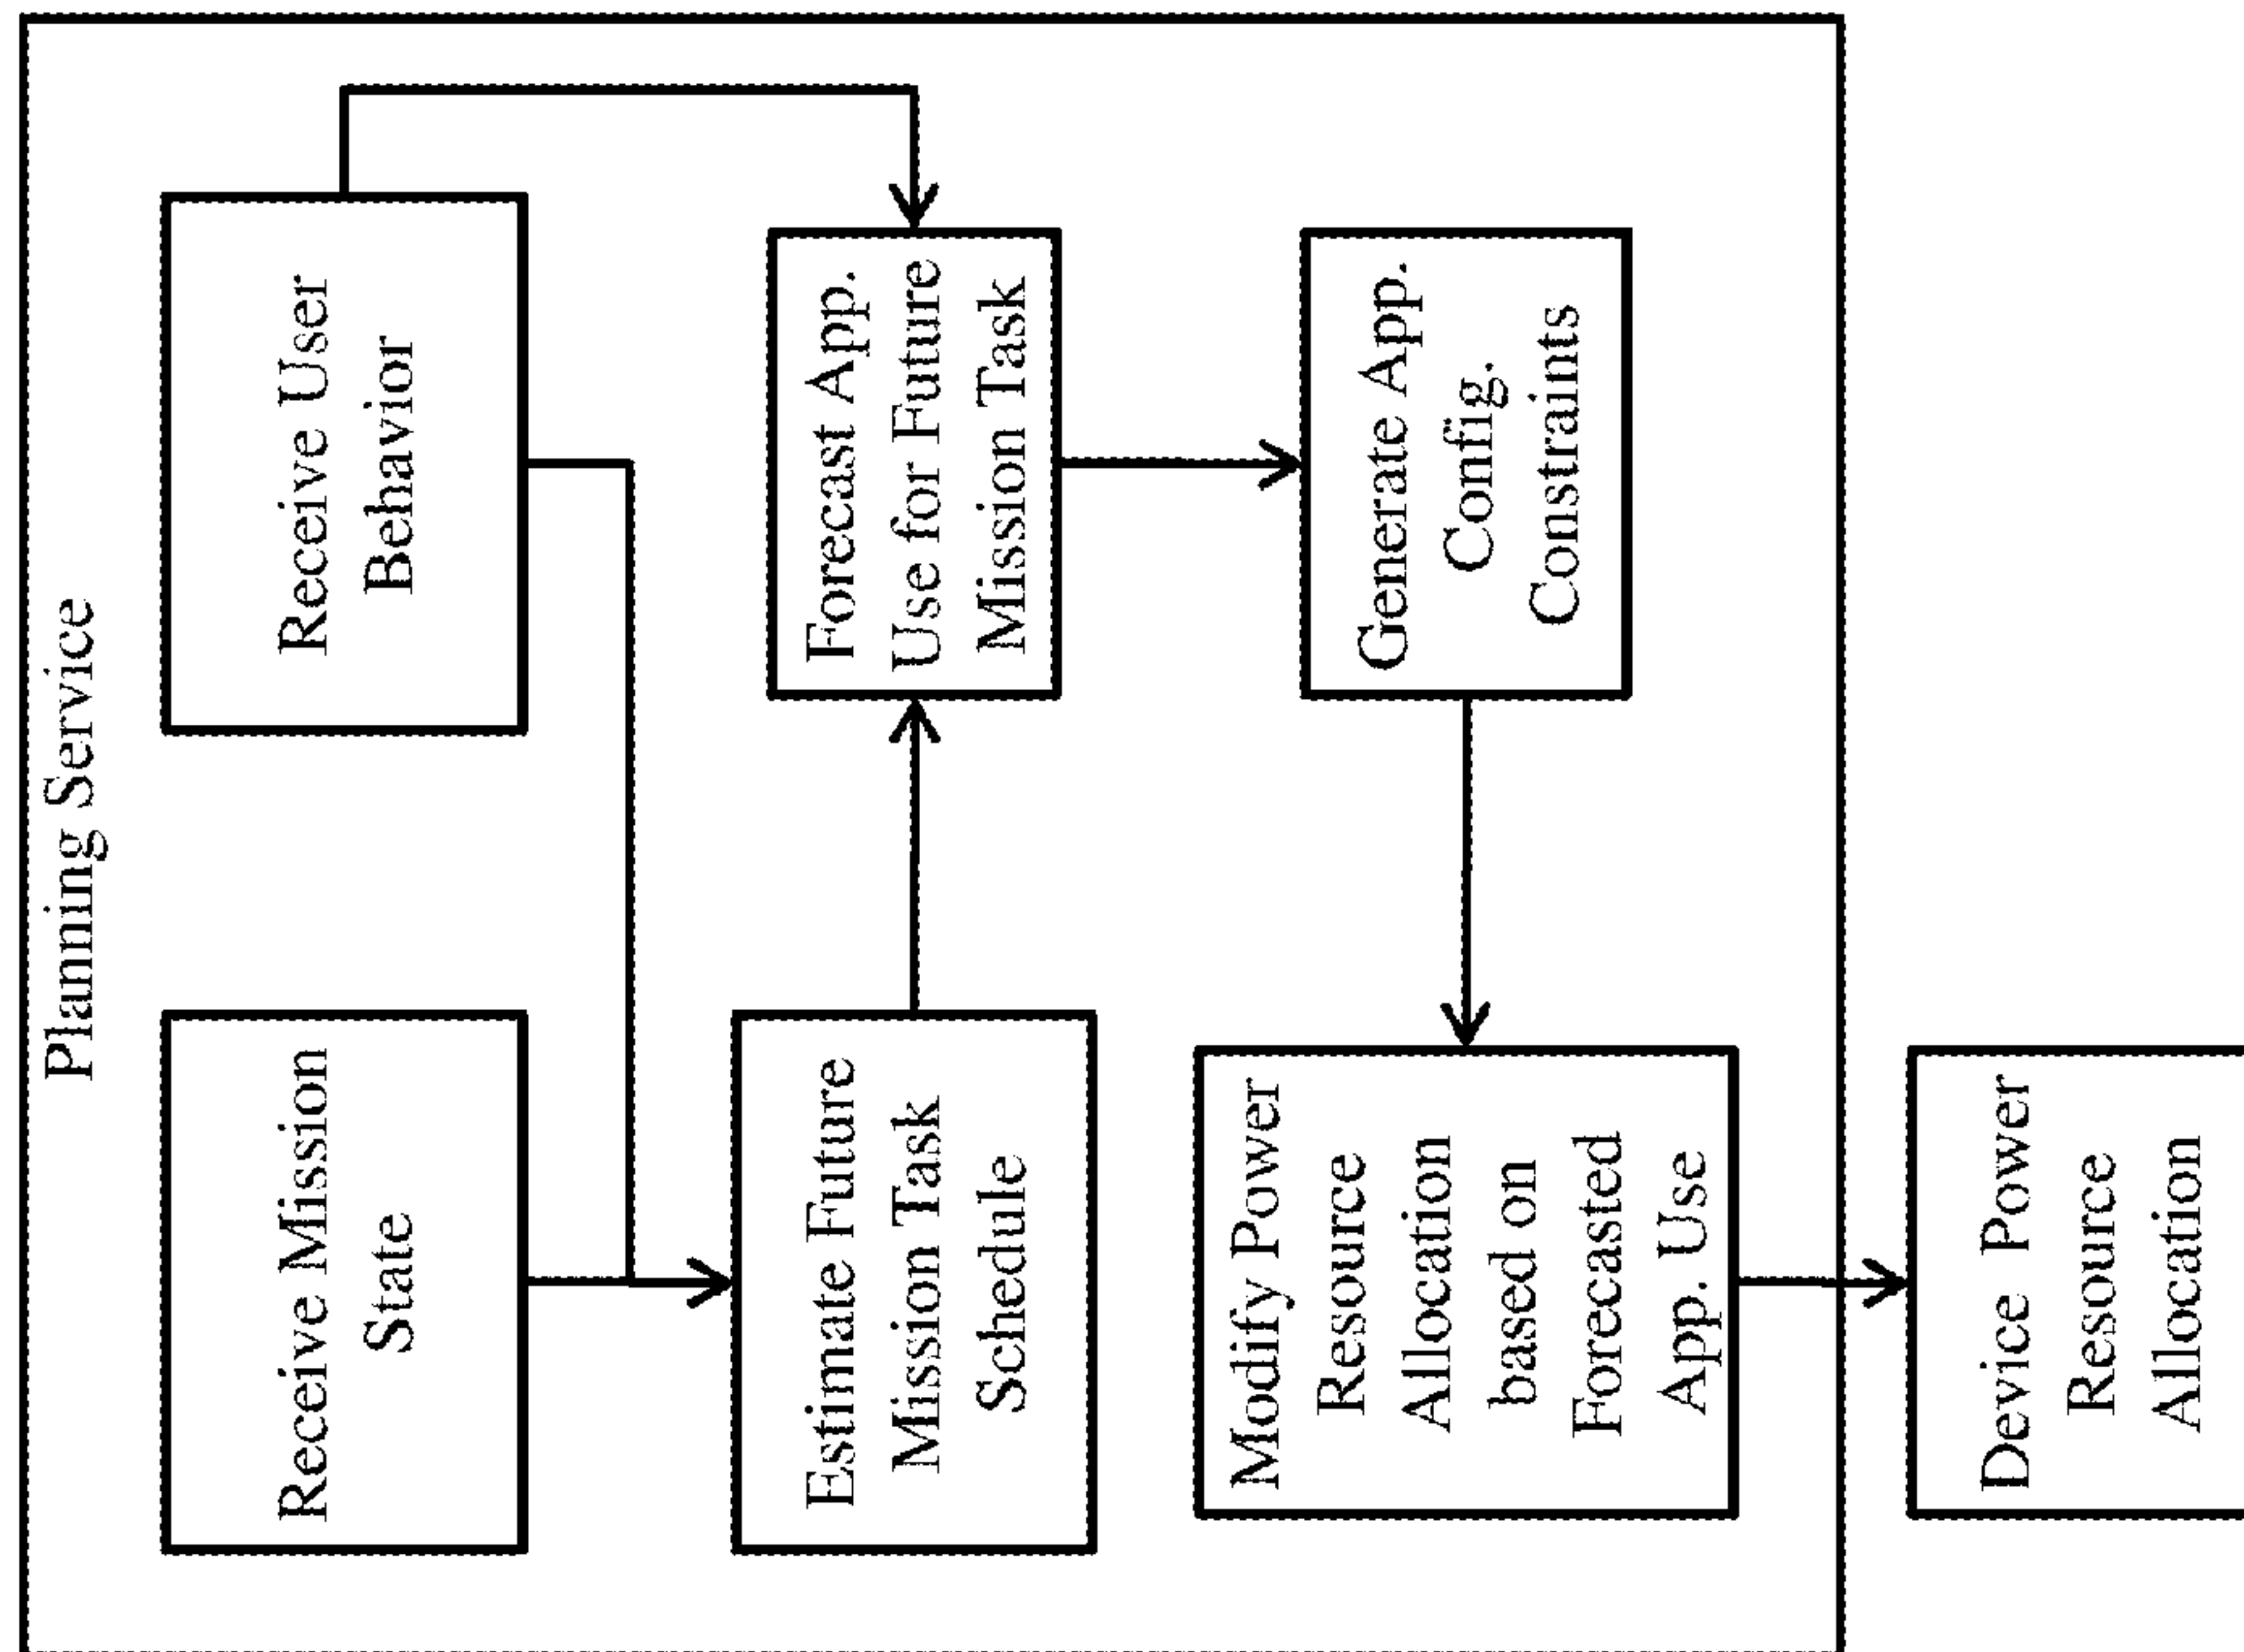 Planning Service
Receive Mission
State
Receive User
Behavior
Estimate Future
Mission Task
Schedule
Forecast App.
Use for Future
Mission Task
Modify Power
Resource
Allocation
based on
Forecasted
App. Use
Generate App.
Config.
Constraints
Device Power
Resource
Allocation